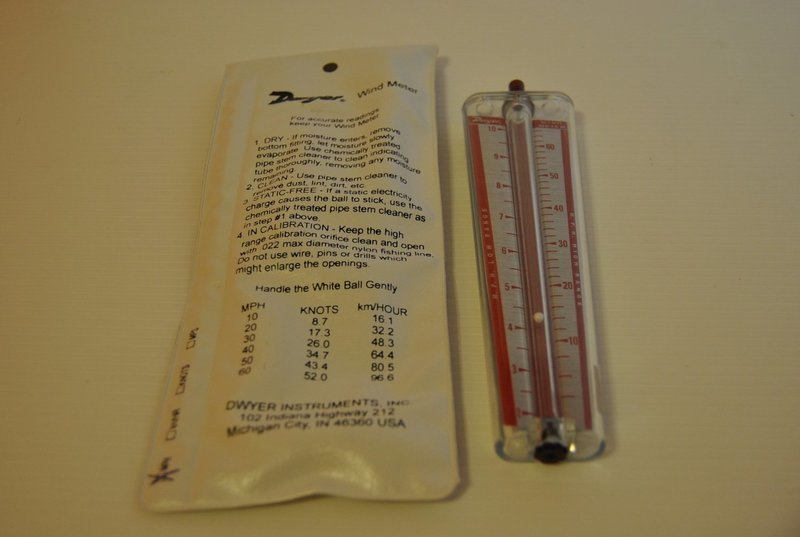 Dwyer. Wind Meter
For accurate readings
keep your Wind Meter
1. DRY - If moisture enters, remove
bottom fitting, let moisture slowly
evaporate. Use chemically treated
pipe stem cleaner to clean indicating
tube thoroughly, removing any moisture
remaining.
2. CLEAN - Use pipe stem cleaner to
remove dust, lint, dirt, etc.
3. STATIC-FREE - If a static electricity
charge causes the ball to stick, use the
chemically treated pipe stem cleaner as
in step #1 above.
4. IN CALIBRATION - Keep the high
range calibration orifice clean and open
with .022 max diameter nylon fishing line.
Do not use wire, pins or drills which
might enlarge the openings.
Handle the White Ball Gently
MPH KNOTS km/HOUR
10 8.7 16.1
20 17.3 32.2
30 26.0 48.3
40 34.7 64.4
50 43.4 80.5
60 52.0 96.6
DWYER INSTRUMENTS, INC.
102 Indiana Highway 212
Michigan City, IN 46360 USA
KNOTS
MPS
Dwyer
M.P.H. LOW RANGE
M.P.H. HIGH RANGE
10
9
8
7
6
5
4
3
2
60
50
40
30
20
10